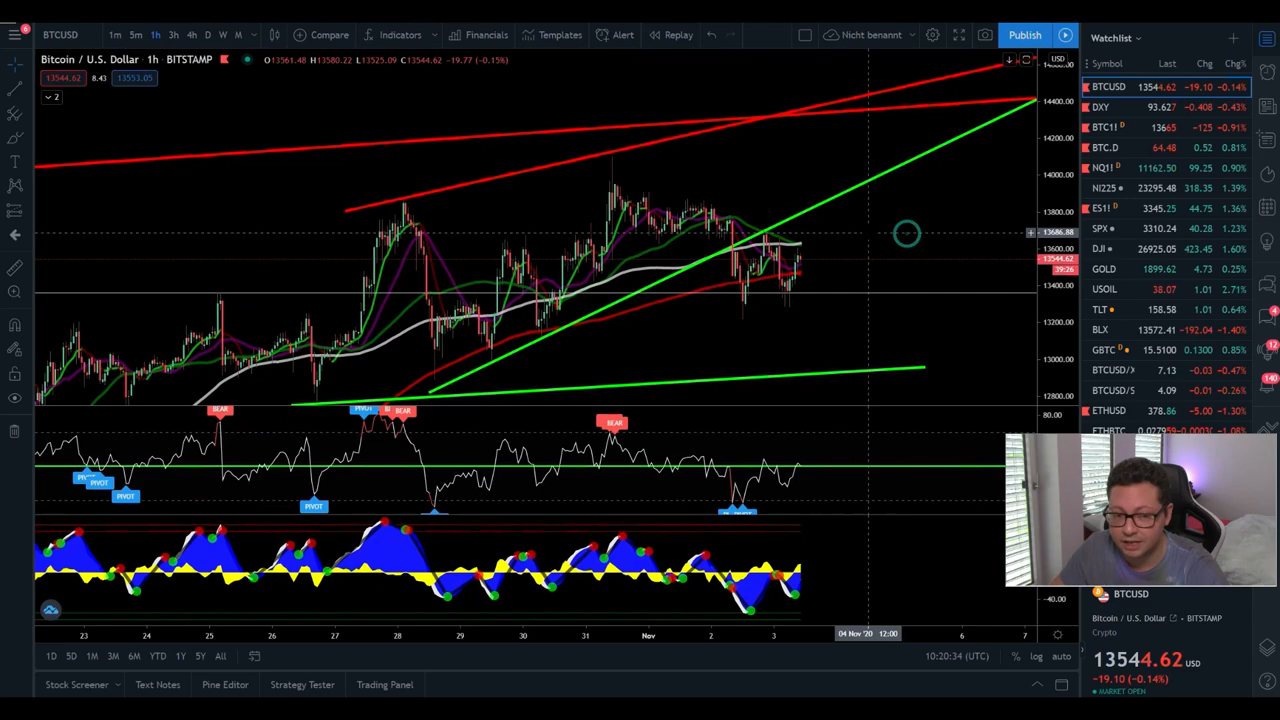 6
BTCUSD 1m 5m 1h 3h 4h D W M Compare Indicators Financials Templates Alert Replay Nicht benannt Publish
Watchlist
Bitcoin / U.S. Dollar · 1h · BITSTAMP O13561.48 H13580.22 L13525.09 C13544.62 -19.77 (-0.15%)
USD
Symbol Last Chg Chg%
13544.62 8.43 13553.05
2
BTCUSD 13544.62 -19.10 -0.14%
DXY 93.627 -0.408 -0.43%
BTC1! D 13665 -125 -0.91%
BTC.D 64.48 0.52 0.81%
NQ1! D 11162.50 99.25 0.90%
NI225 23295.48 318.35 1.39%
ES1! D 3345.25 44.75 1.36%
SPX 3310.24 40.28 1.23%
DJI 26925.05 423.45 1.60%
GOLD 1899.62 4.73 0.25%
USOIL 38.07 1.01 2.71%
TLT 158.58 1.01 0.64%
BLX 13572.41 -192.04 -1.40%
GBTC D 15.5100 0.1300 0.85%
BTCUSD/X 7.13 -0.03 -0.47%
BTCUSD/S 4.09 -0.01 -0.26%
ETHUSD 378.86 -5.00 -1.30%
4
12
140
14400.00
14200.00
14000.00
13800.00
13686.88
13600.00
13544.62
39:26
13400.00
13200.00
13000.00
12800.00
80.00
BEAR
PIVOT
BEAR
BEAR
PIVOT
PIVOT
PIVOT
-40.00
23 24 25 26 27 28 29 30 31 Nov 2 3 04 Nov '20 12:00 6 7
1D 5D 1M 3M 6M YTD 1Y 5Y All
10:20:34 (UTC) % log auto
Stock Screener Text Notes Pine Editor Strategy Tester Trading Panel
BTCUSD
Bitcoin / U.S. Dollar · BITSTAMP
Crypto
13544.62 USD
-19.10 (-0.14%)
MARKET OPEN